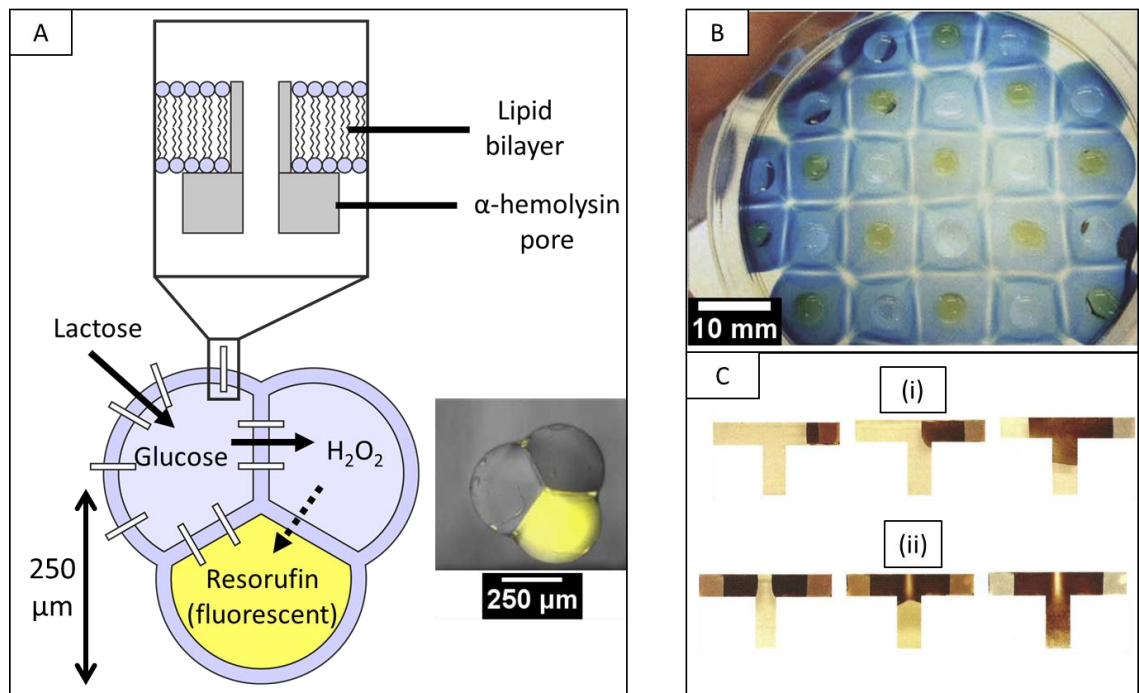 A
Lipid
bilayer
α-hemolysin
pore
Lactose
Glucose
H₂O₂
250
μm
Resorufin
(fluorescent)
250 μm
B
10 mm
C
(i)
(ii)